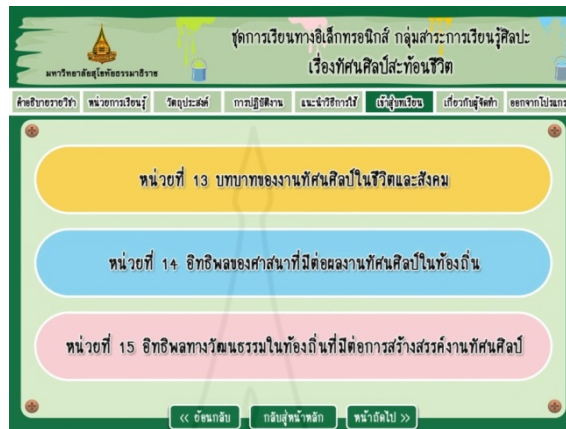 ชุดการเรียนทางอิเล็กทรอนิกส์ กลุ่มสาระการเรียนรู้ศิลปะ
เรื่องทัศนศิลป์สะท้อนชีวิต
มหาวิทยาลัยสุโขทัยธรรมาธิราช
คำอธิบายรายวิชา หน่วยการเรียนรู้ วัตถุประสงค์ การปฏิบัติงาน แนะนำวิธีการใช้ เข้าสู่บทเรียน เกี่ยวกับผู้จัดทำ ออกจากโปรแกร
หน่วยที่ 13 บทบาทของงานทัศนศิลป์ในชีวิตและสังคม
หน่วยที่ 14 อิทธิพลของศาสนาที่มีต่อผลงานทัศนศิลป์ในท้องถิ่น
หน่วยที่ 15 อิทธิพลทางวัฒนธรรมในท้องถิ่นที่มีต่อการสร้างสรรค์งานทัศนศิลป์
<< ย้อนกลับ กลับสู่หน้าหลัก หน้าถัดไป >>